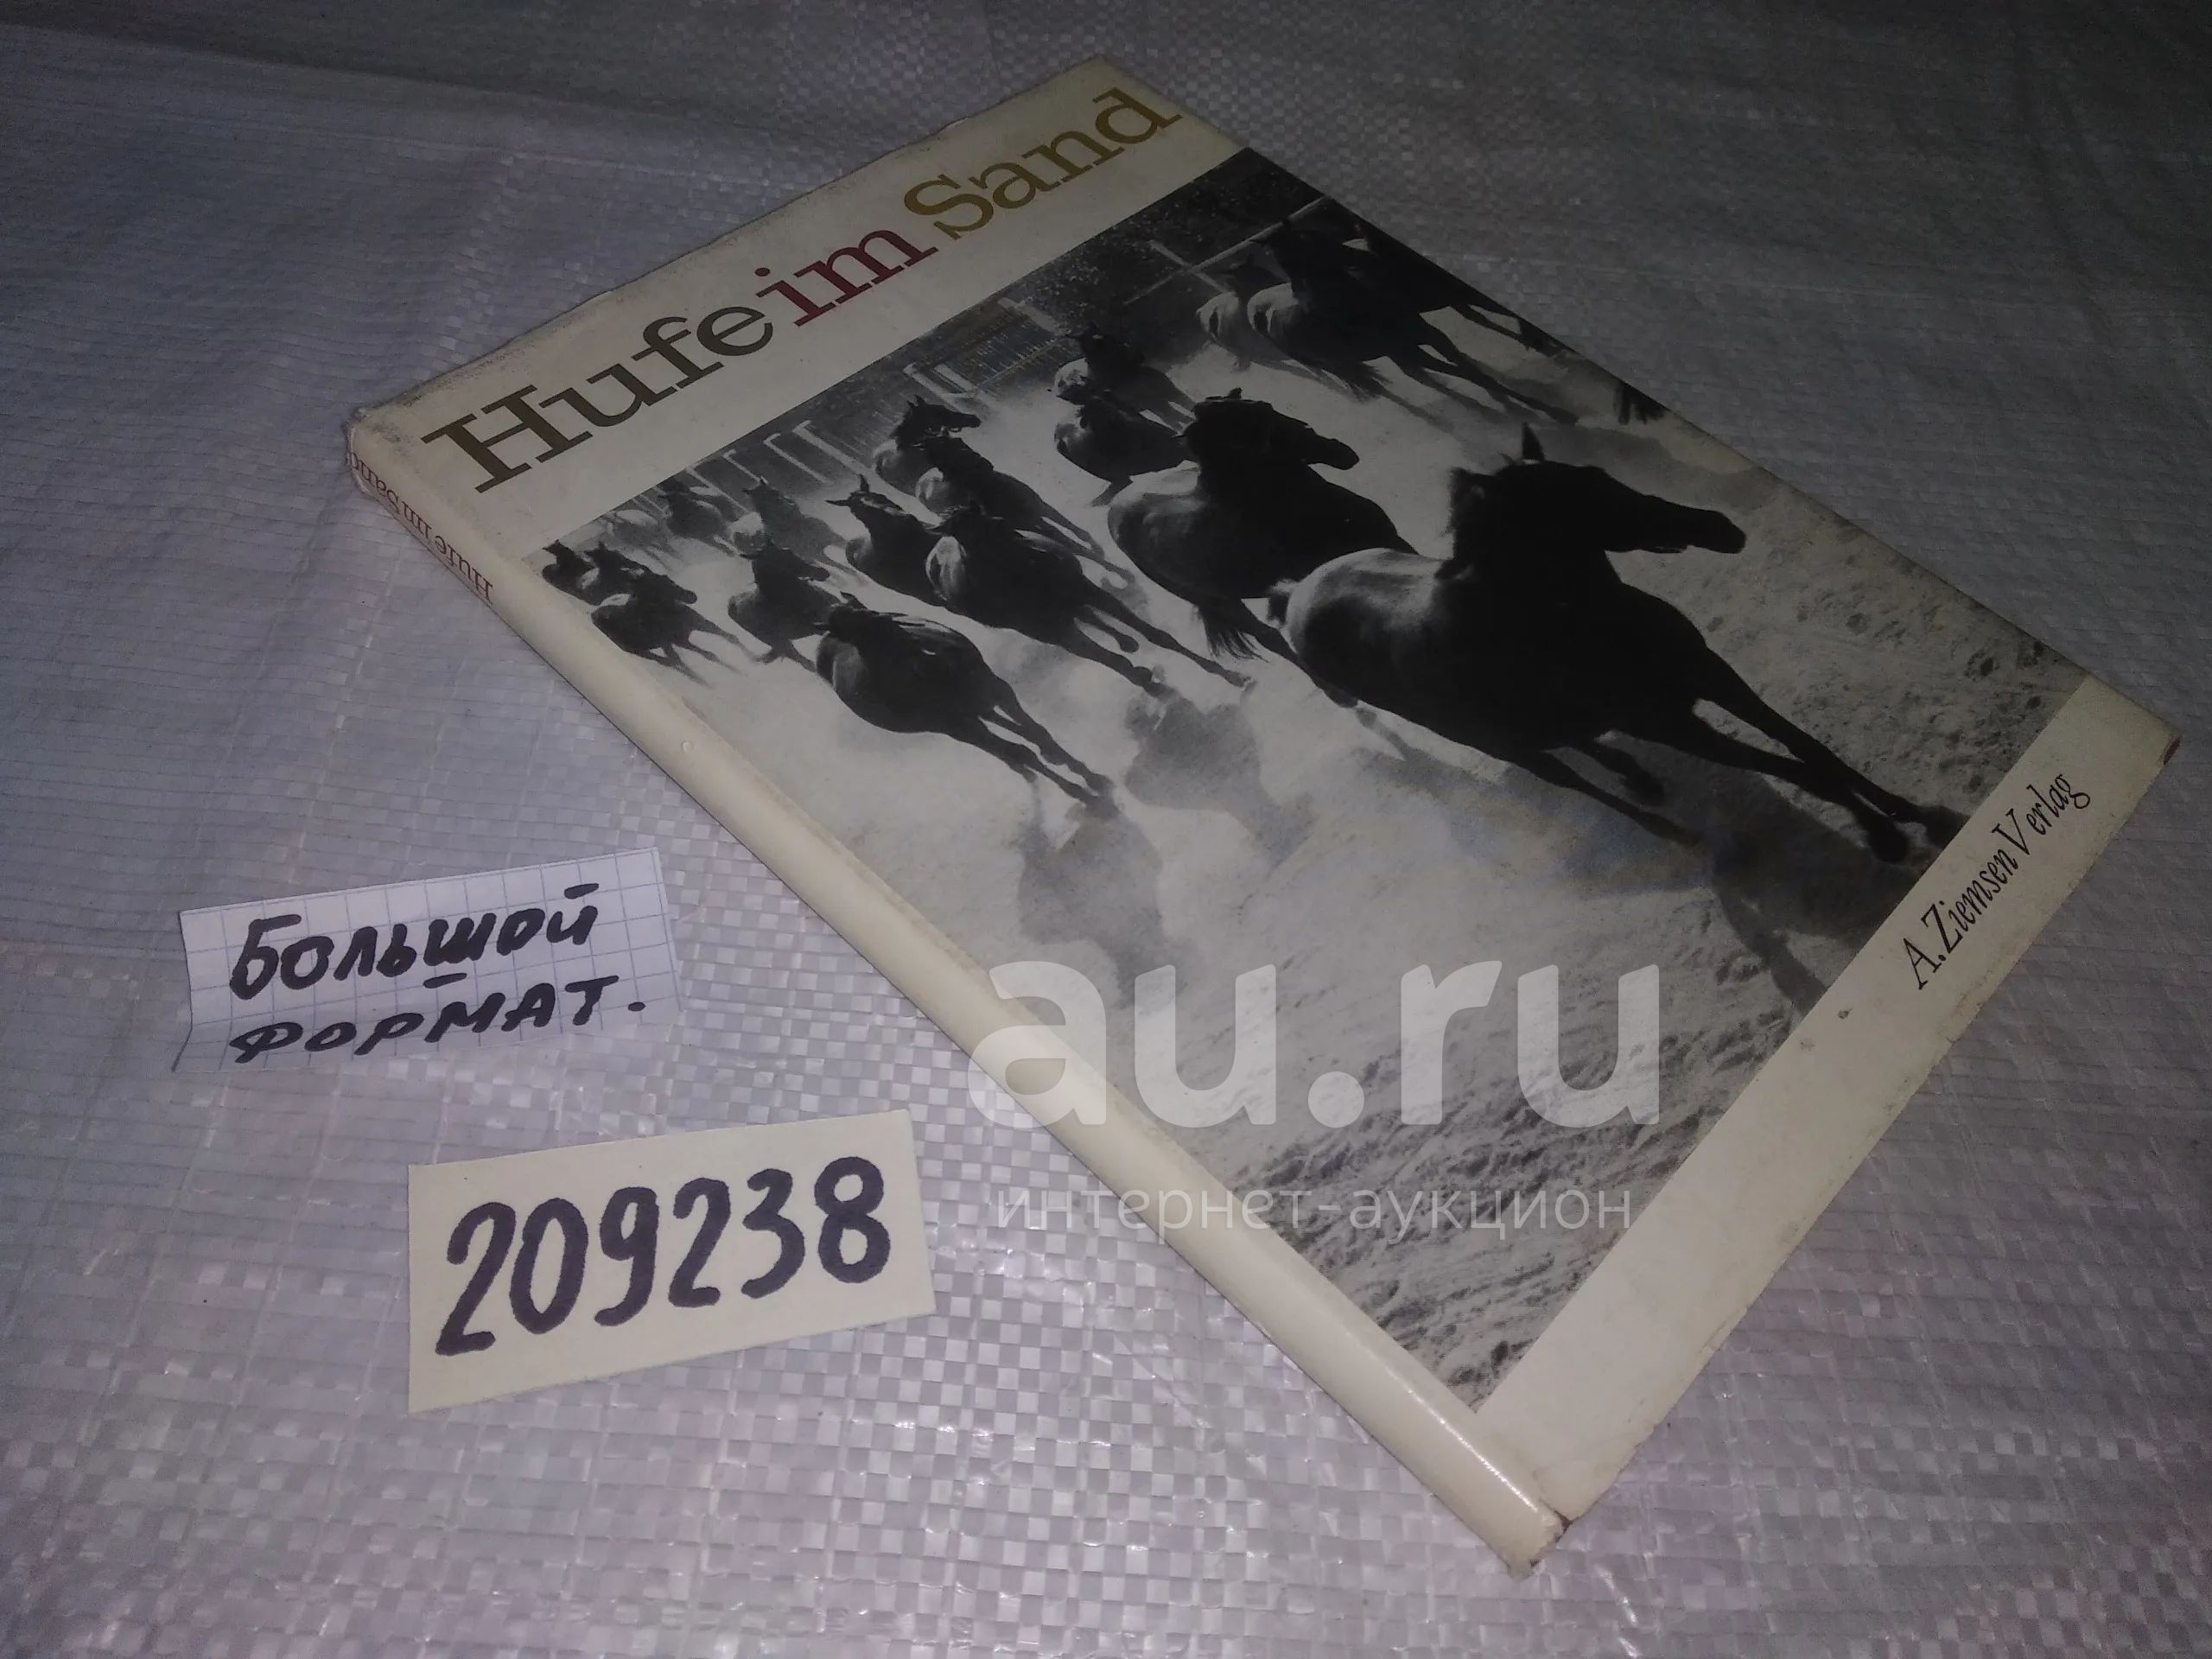 Hufe im Sand
Hufe im Sand
A. Ziemsen Verlag
Большой
формат.
209238
au.ru
интернет-аукцион